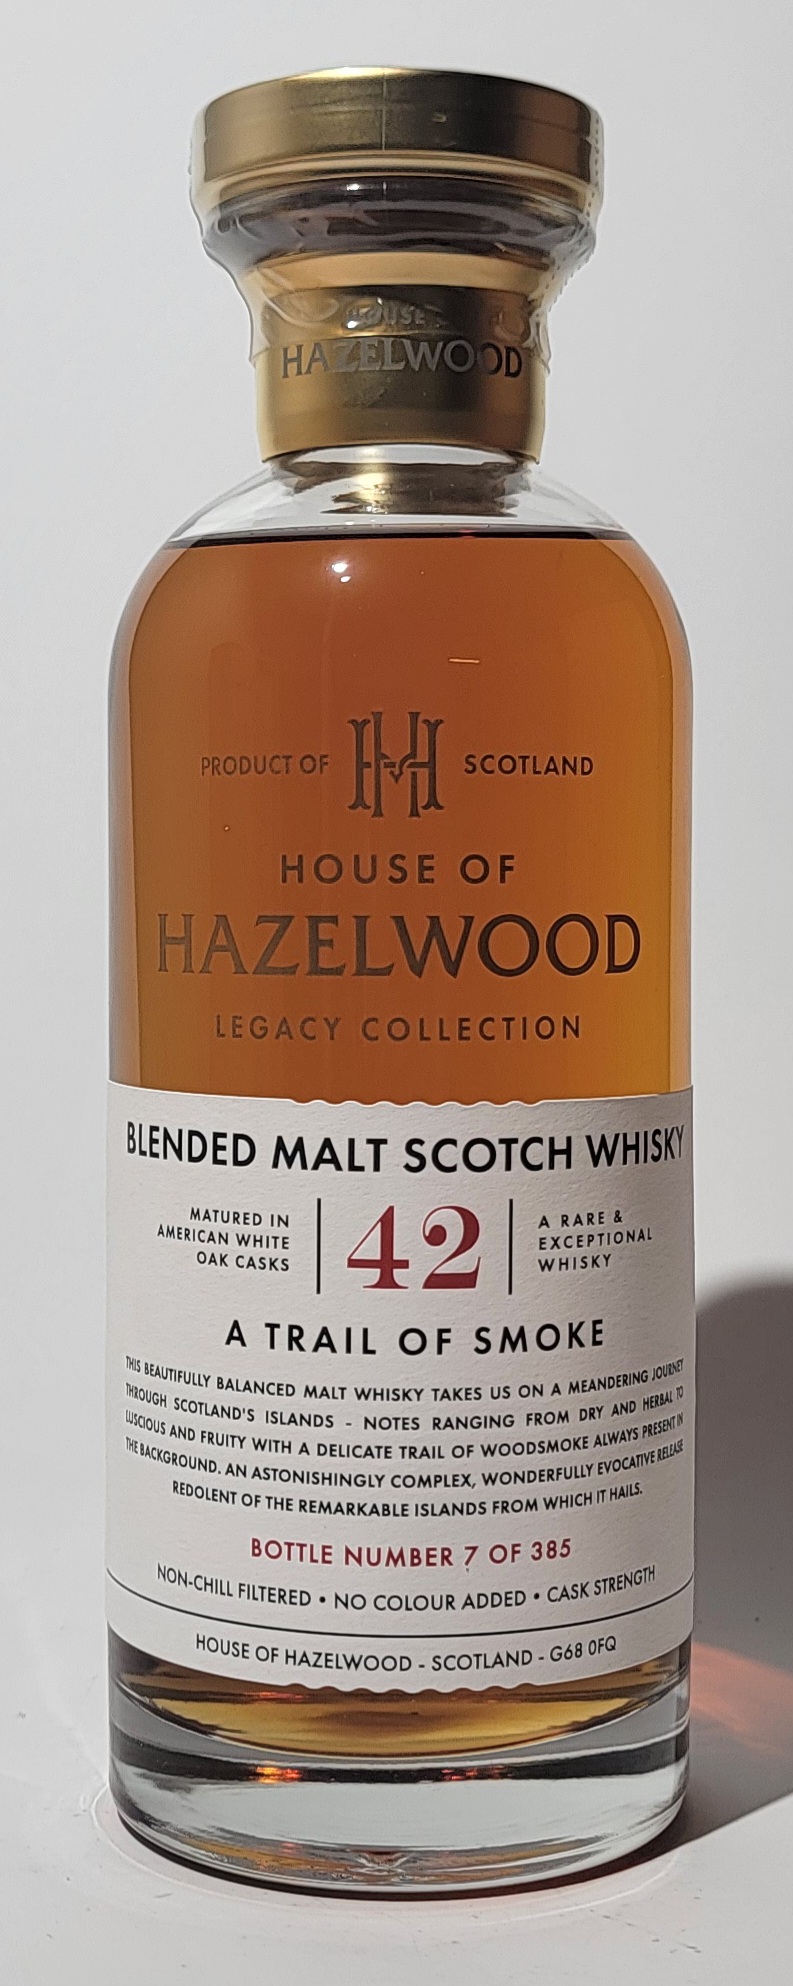 HOUSE
HAZELWOOD
PRODUCT OF H SCOTLAND
HOUSE OF
HAZELWOOD
LEGACY COLLECTION
BLENDED MALT SCOTCH WHISKY
MATURED IN
AMERICAN WHITE
OAK CASKS
42
A RARE &
EXCEPTIONAL
WHISKY
A TRAIL OF SMOKE
THIS BEAUTIFULLY BALANCED MALT WHISKY TAKES US ON A MEANDERING JOURNEY
THROUGH SCOTLAND'S ISLANDS - NOTES RANGING FROM DRY AND HERBAL TO
LUSCIOUS AND FRUITY WITH A DELICATE TRAIL OF WOODSMOKE ALWAYS PRESENT IN
THE BACKGROUND. AN ASTONISHINGLY COMPLEX, WONDERFULLY EVOCATIVE RELEASE
REDOLENT OF THE REMARKABLE ISLANDS FROM WHICH IT HAILS.
BOTTLE NUMBER 7 OF 385
NON-CHILL FILTERED • NO COLOUR ADDED • CASK STRENGTH
HOUSE OF HAZELWOOD - SCOTLAND - G68 0FQ